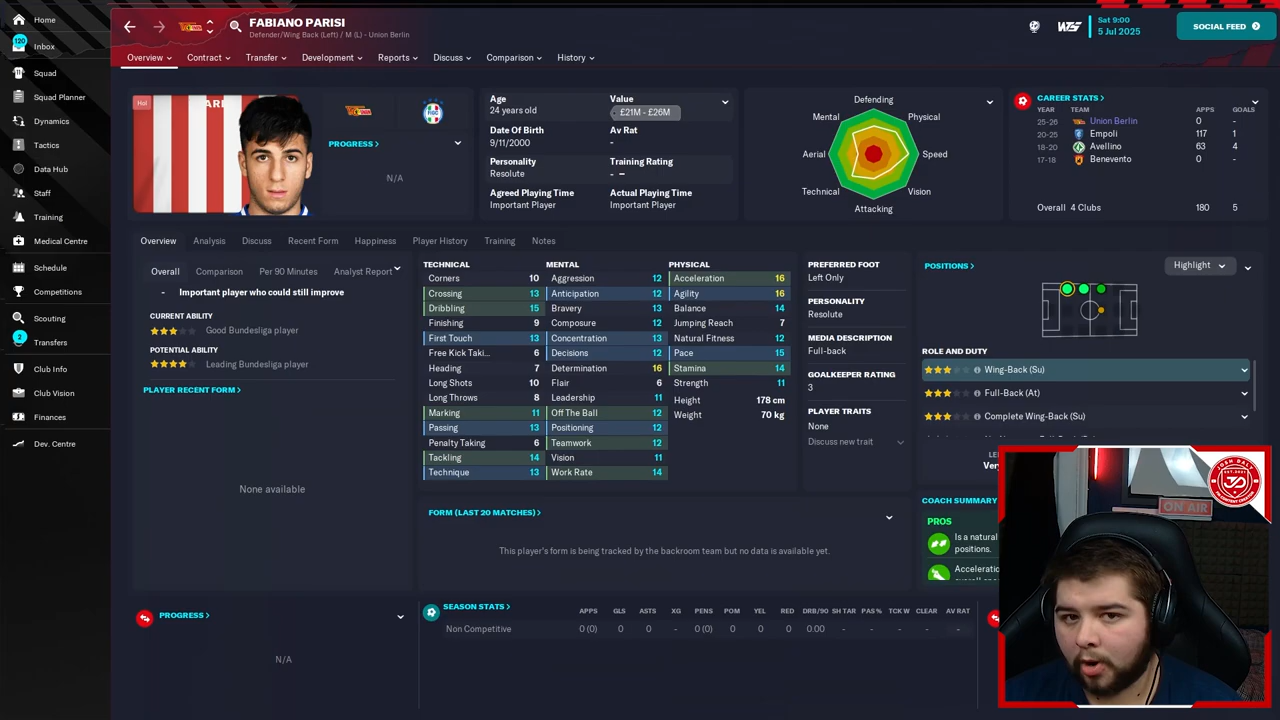 Home
120
Inbox
Squad
Squad Planner
Dynamics
Tactics
Data Hub
Staff
Training
Medical Centre
Schedule
Competitions
Scouting
2
Transfers
Club Info
Club Vision
Finances
Dev. Centre
FABIANO PARISI
Defender/Wing Back (Left) / M (L) - Union Berlin
Sat 9:00
5 Jul 2025
SOCIAL FEED
Overview Contract Transfer Development Reports Discuss Comparison History
Hol
Age
24 years old
Value
£21M - £26M
Date Of Birth
9/11/2000
Av Rat
-
Personality
Resolute
Training Rating
- –
Agreed Playing Time
Important Player
Actual Playing Time
Important Player
PROGRESS >
N/A
Defending
Mental Physical
Aerial Speed
Technical Vision
Attacking
CAREER STATS >
YEAR TEAM APPS GOALS
25-26 Union Berlin 0 -
20-25 Empoli 117 1
18-20 Avellino 63 4
17-18 Benevento 0 -
Overall 4 Clubs 180 5
Overview Analysis Discuss Recent Form Happiness Player History Training Notes
Overall Comparison Per 90 Minutes Analyst Report
- Important player who could still improve
CURRENT ABILITY
Good Bundesliga player
POTENTIAL ABILITY
Leading Bundesliga player
PLAYER RECENT FORM >
None available
TECHNICAL
Corners 10
Crossing 13
Dribbling 15
Finishing 9
First Touch 13
Free Kick Taki... 6
Heading 7
Long Shots 10
Long Throws 8
Marking 11
Passing 13
Penalty Taking 6
Tackling 14
Technique 13
MENTAL
Aggression 12
Anticipation 12
Bravery 13
Composure 12
Concentration 13
Decisions 12
Determination 16
Flair 6
Leadership 11
Off The Ball 12
Positioning 12
Teamwork 12
Vision 11
Work Rate 14
PHYSICAL
Acceleration 16
Agility 16
Balance 14
Jumping Reach 7
Natural Fitness 12
Pace 15
Stamina 14
Strength 11
Height 178 cm
Weight 70 kg
PREFERRED FOOT
Left Only
PERSONALITY
Resolute
MEDIA DESCRIPTION
Full-back
GOALKEEPER RATING
3
PLAYER TRAITS
None
Discuss new trait
POSITIONS >
Highlight
ROLE AND DUTY
Wing-Back (Su)
Full-Back (At)
Complete Wing-Back (Su)
COACH SUMMARY
PROS
Is a natural
positions.
Acceleratio
FORM (LAST 20 MATCHES) >
This player's form is being tracked by the backroom team but no data is available yet.
PROGRESS >
N/A
SEASON STATS >
APPS GLS ASTS XG PENS POM YEL RED DRB/90 SH TAR PAS % TCK W CLEAR AV RAT
Non Competitive 0 (0) 0 0 - 0 (0) 0 0 0 0.00 - - - - -
JOSH DALY
JD
ON AIR